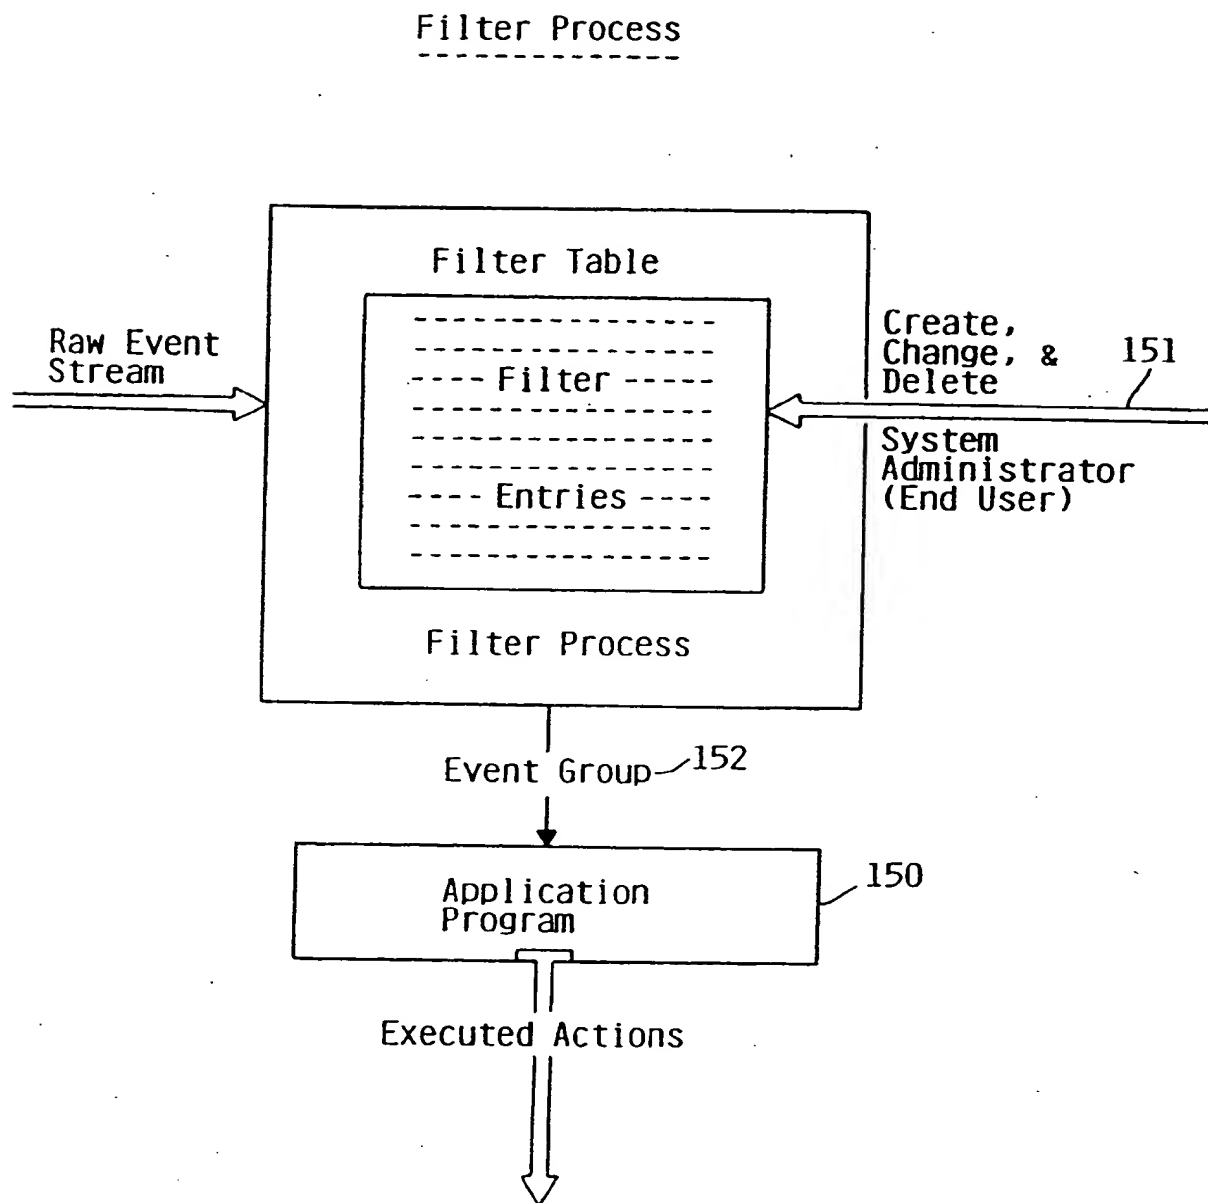 Filter Process
Filter Table
Raw Event
Stream
Filter
Entries
Create,
Change, &
Delete
151
System
Administrator
(End User)
Filter Process
Event Group
152
Application
Program
150
Executed Actions